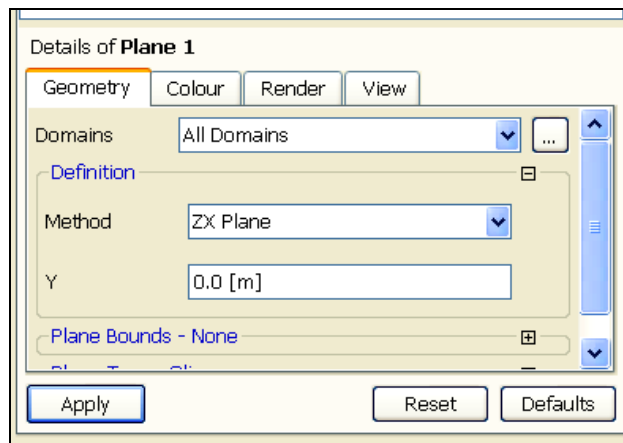 Details of Plane 1
Geometry Colour Render View
Domains All Domains ...
Definition
Method ZX Plane
Y 0.0 [m]
Plane Bounds - None
Apply Reset Defaults